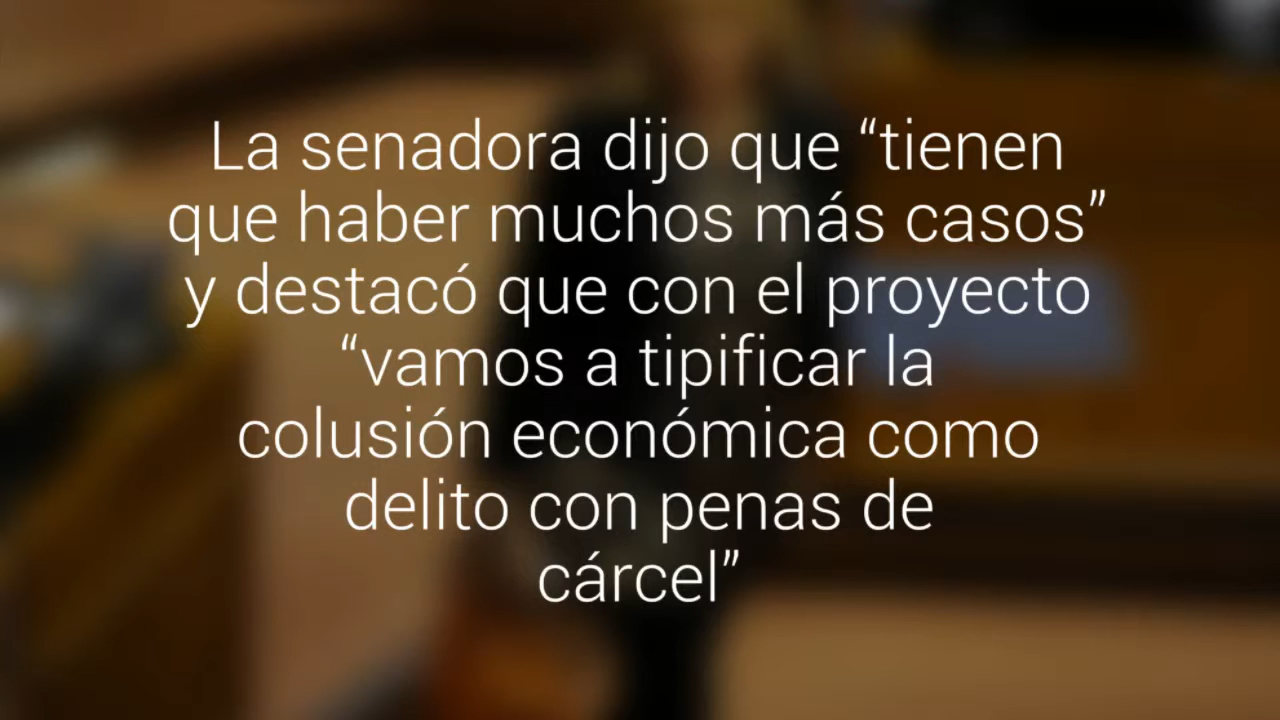 La senadora dijo que “tienen
que haber muchos más casos”
y destacó que con el proyecto
“vamos a tipificar la
colusión económica como
delito con penas de
cárcel”